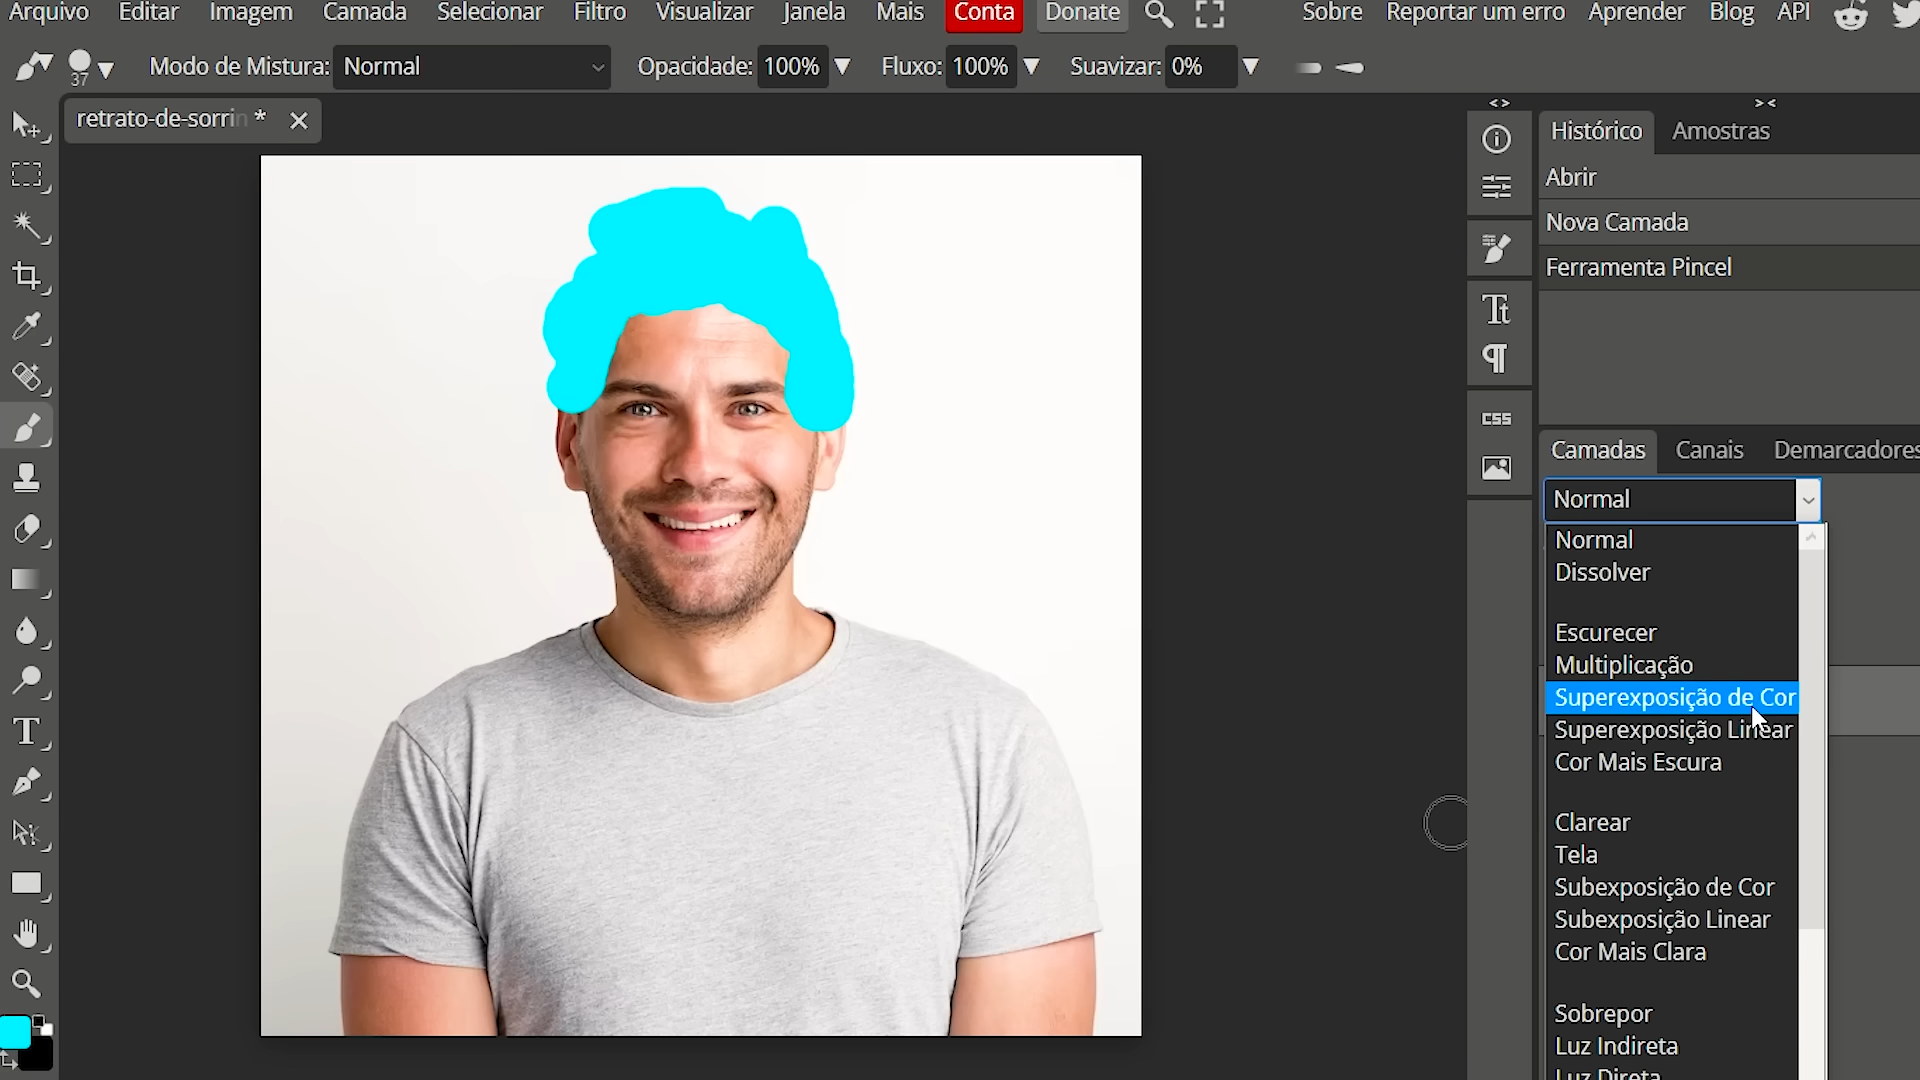 Arquivo Editar Imagem Camada Selecionar Filtro Visualizar Janela Mais Conta Donate Sobre Reportar um erro Aprender Blog API
37 Modo de Mistura: Normal Opacidade: 100% Fluxo: 100% Suavizar: 0%
retrato-de-sorrin *
Histórico Amostras
Abrir
Nova Camada
Ferramenta Pincel
CSS
Camadas Canais Demarcadores
Normal
Normal
Dissolver
Escurecer
Multiplicação
Superexposição de Cor
Superexposição Linear
Cor Mais Escura
Clarear
Tela
Subexposição de Cor
Subexposição Linear
Cor Mais Clara
Sobrepor
Luz Indireta
Luz Direta